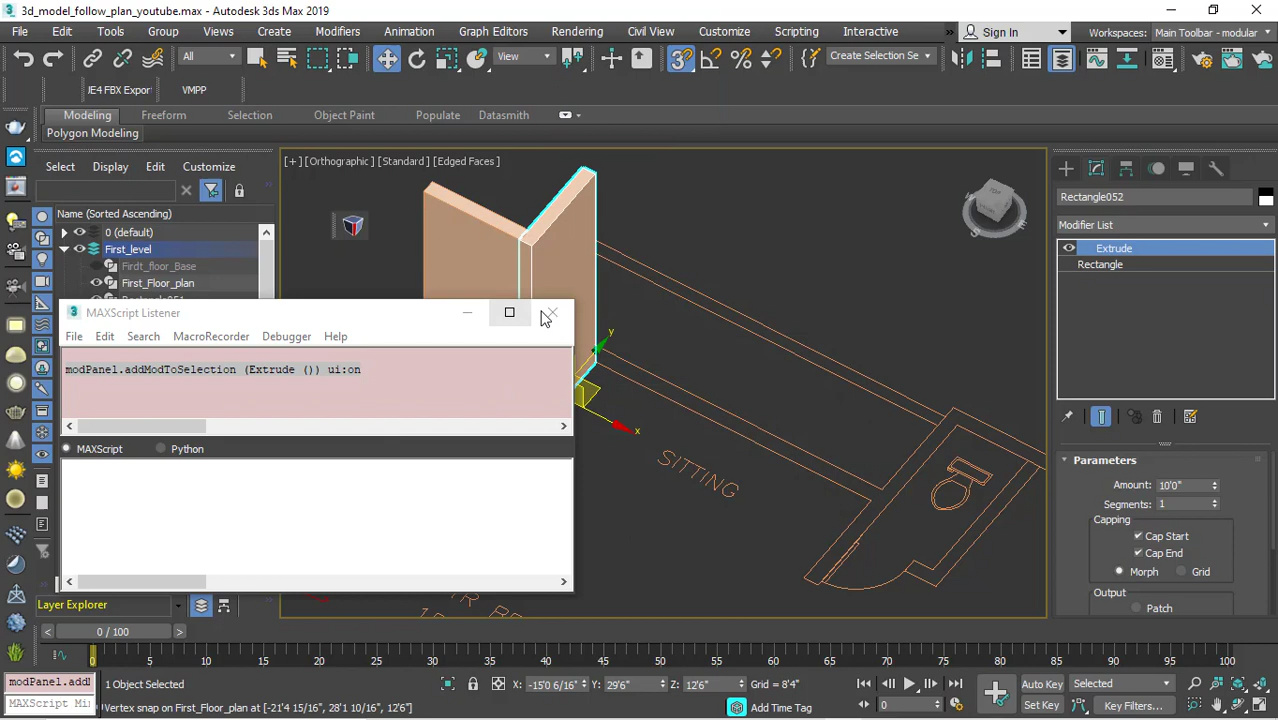 3d_model_follow_plan_youtube.max - Autodesk 3ds Max 2019
File Edit Tools Group Views Create Modifiers Animation Graph Editors Rendering Civil View Customize Scripting Interactive » Sign In Workspaces: Main Toolbar - modular
All View Create Selection Se
JE4 FBX Export VMPP
Modeling Freeform Selection Object Paint Populate Datasmith
Polygon Modeling
Select Display Edit Customize
[+] [Orthographic] [Standard] [Edged Faces]
TOP
Rectangle052
Name (Sorted Ascending)
Modifier List
0 (default)
First_level
Extrude
Firdt_floor_Base
Rectangle
First_Floor_plan
Rectangle051
MAXScript Listener
File Edit Search MacroRecorder Debugger Help
modPanel.addModToSelection (Extrude ()) ui:on
y
x
MAXScript Python
SITTING
Parameters
Amount: 10'0"
Segments: 1
Capping
Cap Start
Cap End
Morph Grid
Output
Patch
Layer Explorer
0 / 100
0 5 10 15 20 25 30 35 40 45 50 55 60 65 70 75 80 85 90 95 100
modPanel.add
1 Object Selected
X: -15'0 6/16" Y: 29'6" Z: 12'6" Grid = 8'4"
Auto Key Selected
MAXScript Mi
Vertex snap on First_Floor_plan at [-21'4 15/16", 28'1 10/16", 12'6"]
Add Time Tag
0
Set Key Key Filters...